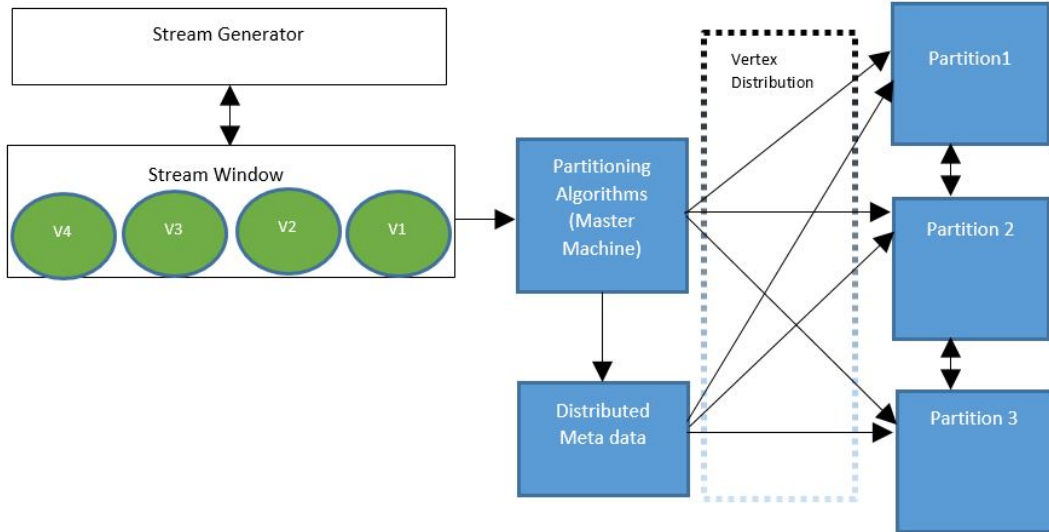 Stream Generator
Stream Window
V4
V3
V2
V1
Partitioning
Algorithms
(Master
Machine)
Distributed
Meta data
Vertex
Distribution
Partition1
Partition 2
Partition 3